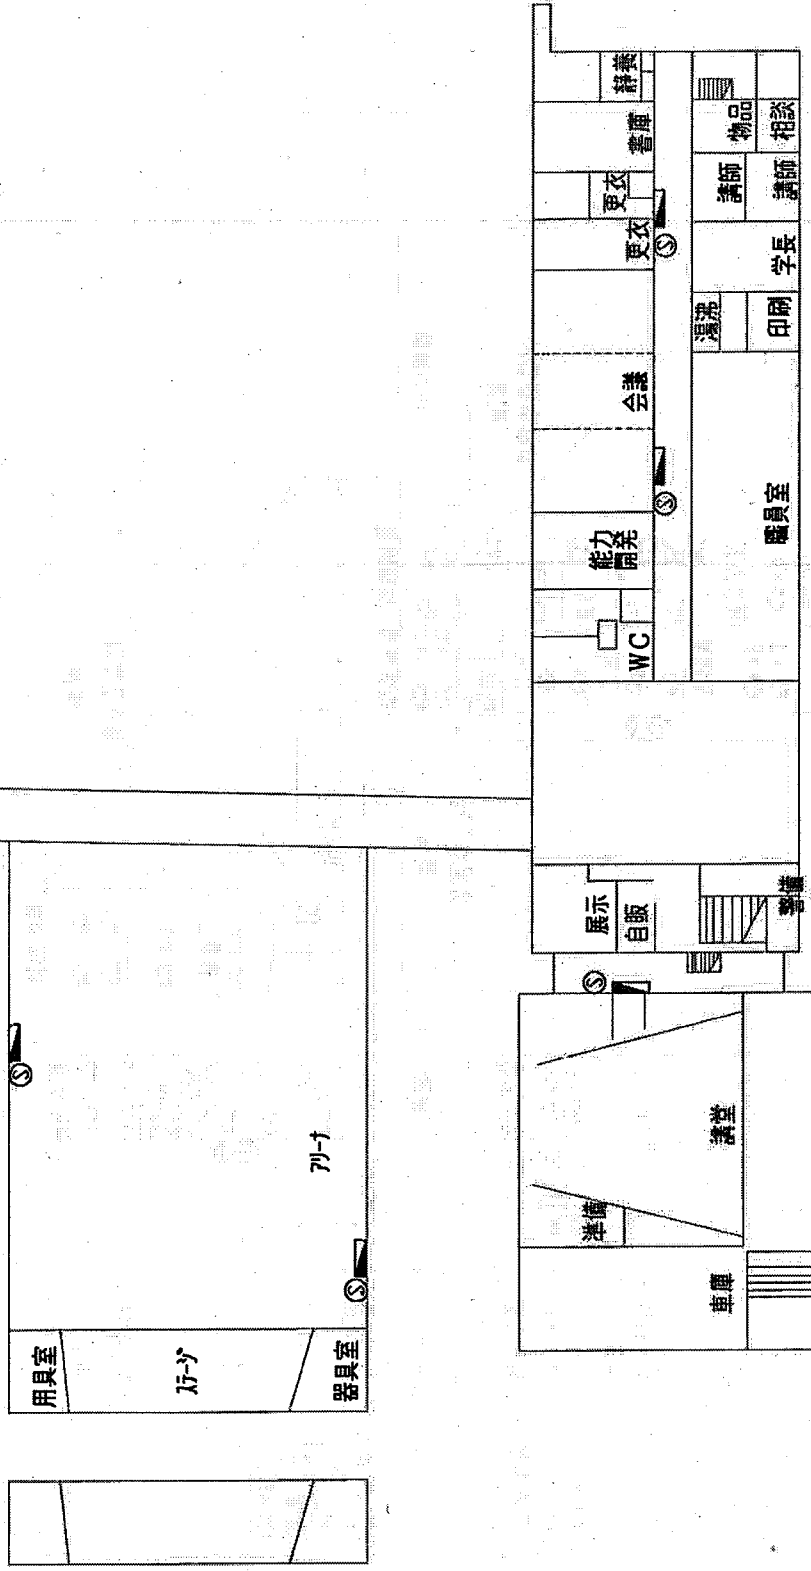 静養
書庫
更衣
更衣
Ⓢ
会議
Ⓢ
能力
開発
WC
物品
相談
講師
講師
学長
湯沸
印刷
職員室
展示
自販
警備
Ⓢ
講堂
準備
車庫
Ⓢ
アリーナ
Ⓢ
用具室
ステージ
器具室